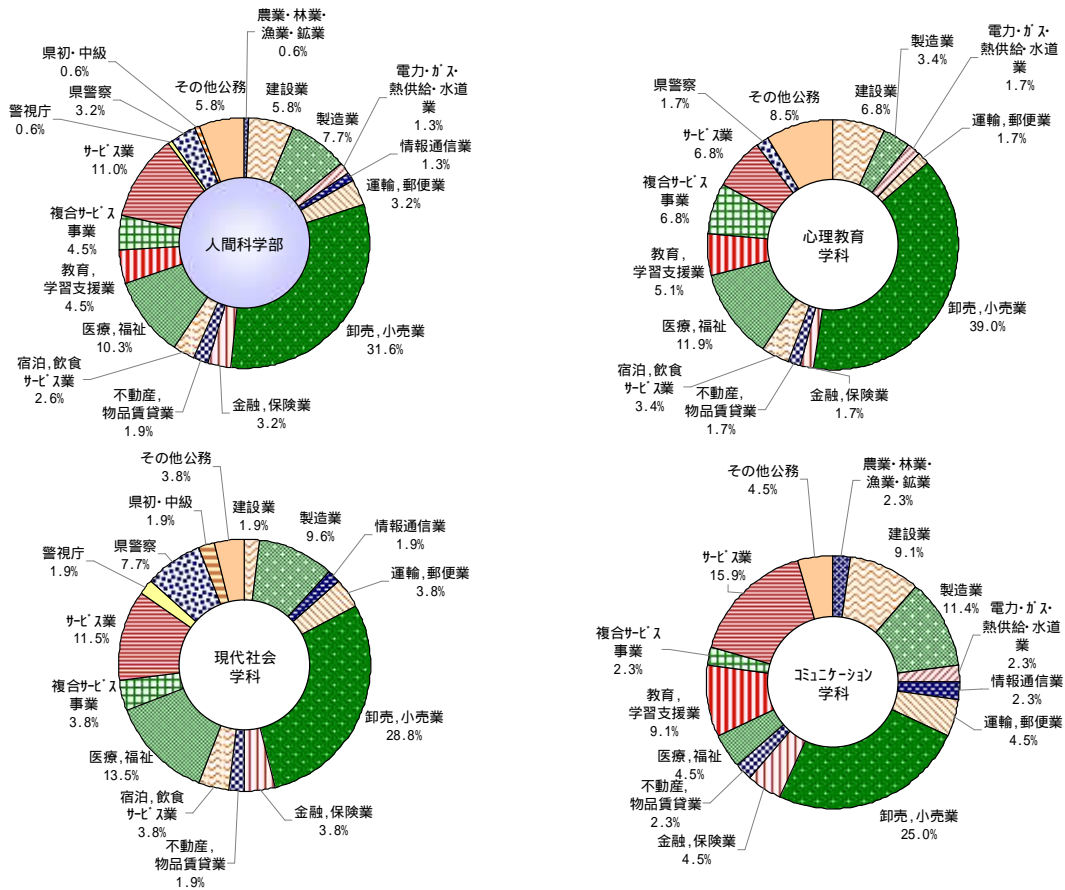 人間科学部
農業・林業・
漁業・鉱業
0.6%
建設業
5.8%
製造業
7.7%
電力・ｶﾞｽ・
熱供給・水道
業
1.3%
情報通信業
1.3%
運輸,郵便業
3.2%
卸売,小売業
31.6%
金融,保険業
3.2%
不動産,
物品賃貸業
1.9%
宿泊,飲食
ｻｰﾋﾞｽ業
2.6%
医療,福祉
10.3%
教育,
学習支援業
4.5%
複合ｻｰﾋﾞｽ
事業
4.5%
ｻｰﾋﾞｽ業
11.0%
警視庁
0.6%
県警察
3.2%
県初・中級
0.6%
その他公務
5.8%
心理教育
学科
建設業
6.8%
製造業
3.4%
電力・ｶﾞｽ・
熱供給・水道
業
1.7%
運輸,郵便業
1.7%
卸売,小売業
39.0%
金融,保険業
1.7%
不動産,
物品賃貸業
1.7%
宿泊,飲食
ｻｰﾋﾞｽ業
3.4%
医療,福祉
11.9%
教育,
学習支援業
5.1%
複合ｻｰﾋﾞｽ
事業
6.8%
ｻｰﾋﾞｽ業
6.8%
県警察
1.7%
その他公務
8.5%
現代社会
学科
建設業
1.9%
製造業
9.6%
情報通信業
1.9%
運輸,郵便業
3.8%
卸売,小売業
28.8%
金融,保険業
3.8%
不動産,
物品賃貸業
1.9%
宿泊,飲食
ｻｰﾋﾞｽ業
3.8%
医療,福祉
13.5%
複合ｻｰﾋﾞｽ
事業
3.8%
ｻｰﾋﾞｽ業
11.5%
警視庁
1.9%
県警察
7.7%
県初・中級
1.9%
その他公務
3.8%
ｺﾐｭﾆｹｰｼｮﾝ
学科
農業・林業・
漁業・鉱業
2.3%
建設業
9.1%
製造業
11.4%
電力・ｶﾞｽ・
熱供給・水道
業
2.3%
情報通信業
2.3%
運輸,郵便業
4.5%
卸売,小売業
25.0%
金融,保険業
4.5%
不動産,
物品賃貸業
2.3%
医療,福祉
4.5%
教育,
学習支援業
9.1%
複合ｻｰﾋﾞｽ
事業
2.3%
ｻｰﾋﾞｽ業
15.9%
その他公務
4.5%